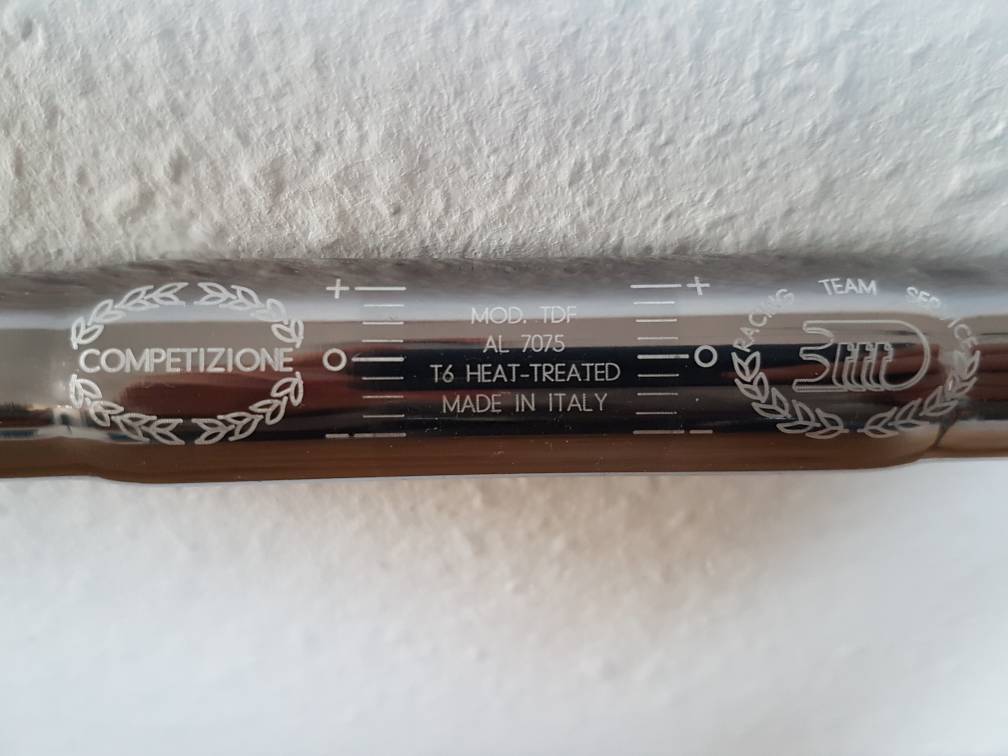 COMPETIZIONE
+ +
MOD. TDF
AL 7075
O O
T6 HEAT-TREATED
MADE IN ITALY
- -
RACING TEAM SERVICE
3TTT